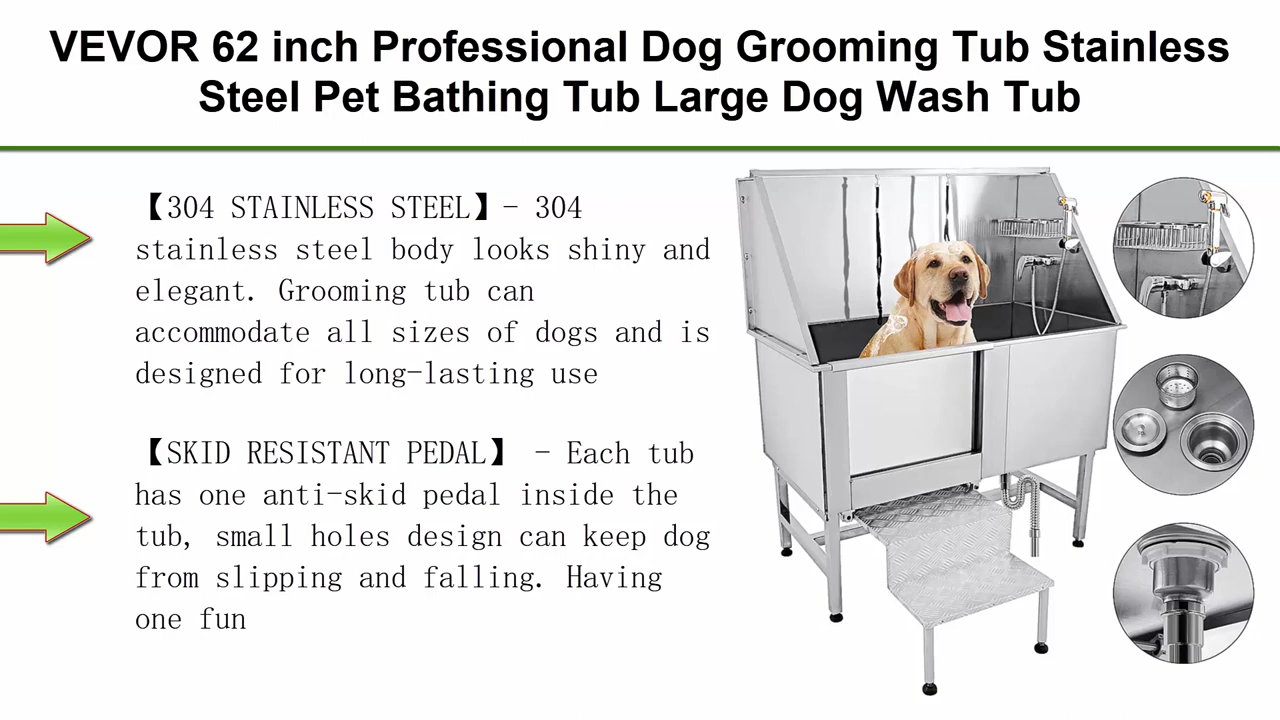 VEVOR 62 inch Professional Dog Grooming Tub Stainless
Steel Pet Bathing Tub Large Dog Wash Tub
【304 STAINLESS STEEL】- 304
stainless steel body looks shiny and
elegant. Grooming tub can
accommodate all sizes of dogs and is
designed for long-lasting use
【SKID RESISTANT PEDAL】 - Each tub
has one anti-skid pedal inside the
tub, small holes design can keep dog
from slipping and falling. Having
one fun